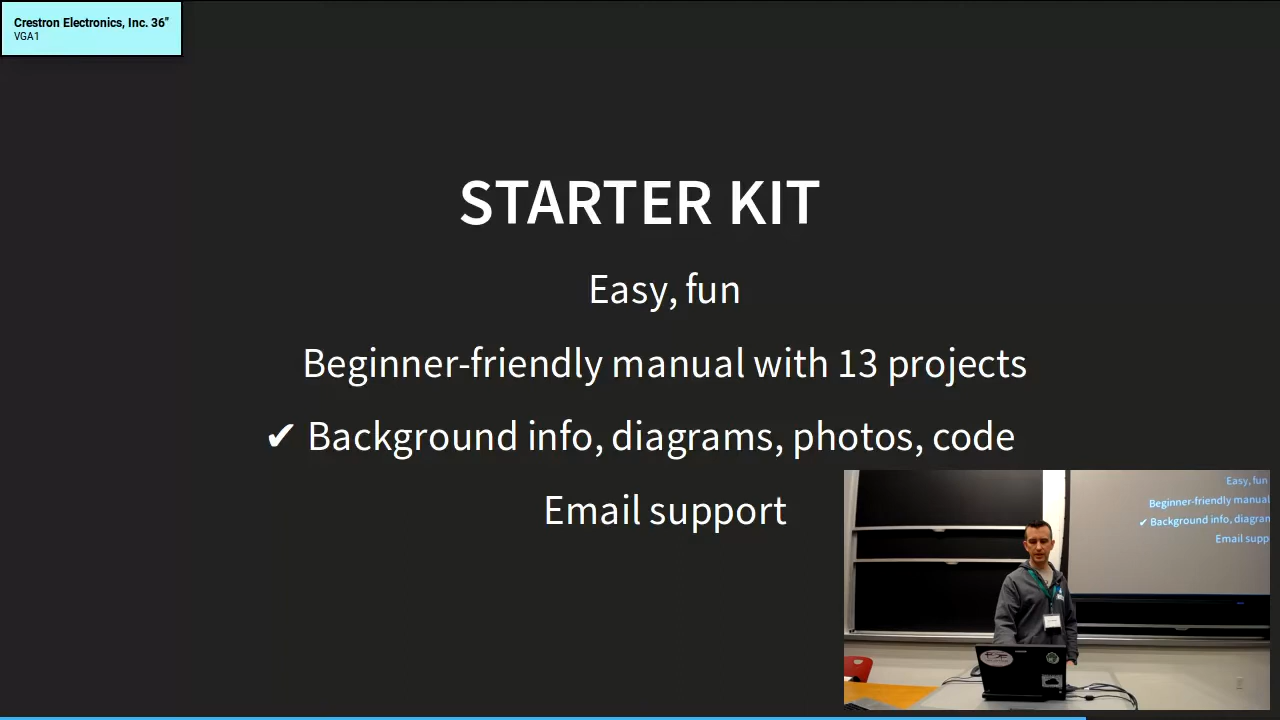 Crestron Electronics, Inc. 36"
VGA1
STARTER KIT
Easy, fun
Beginner-friendly manual with 13 projects
✔ Background info, diagrams, photos, code
Email support
Easy, fun
Beginner-friendly manual
✔ Background info, diagram
Email supp